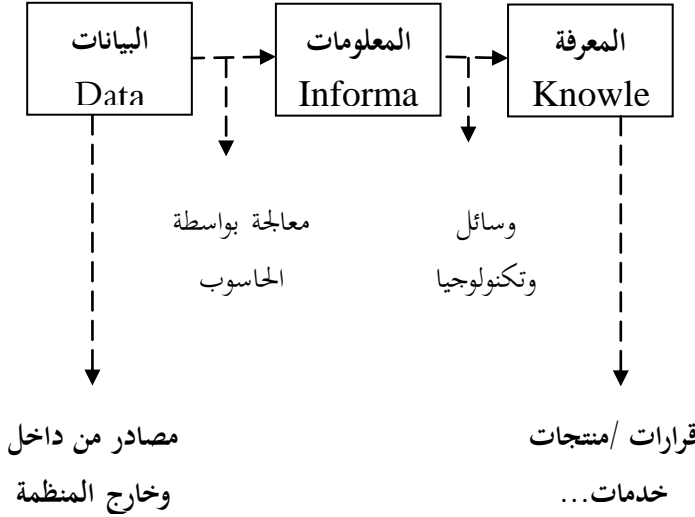 البيانات
Data
المعلومات
Informa
المعرفة
Knowle
معالجة بواسطة
الحاسوب
وسائل
وتكنولوجيا
مصادر من داخل
وخارج المنظمة
قرارات /منتجات
خدمات...